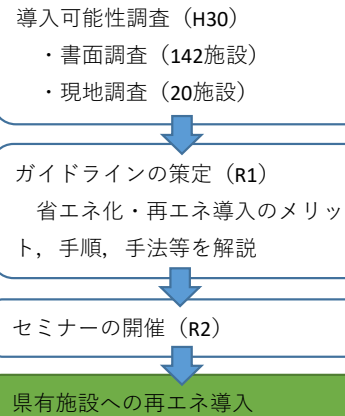 導入可能性調査（H30）
・書面調査（142施設）
・現地調査（20施設）
ガイドラインの策定（R1）
省エネ化・再エネ導入のメリッ
ト，手順，手法等を解説
セミナーの開催（R2）
県有施設への再エネ導入